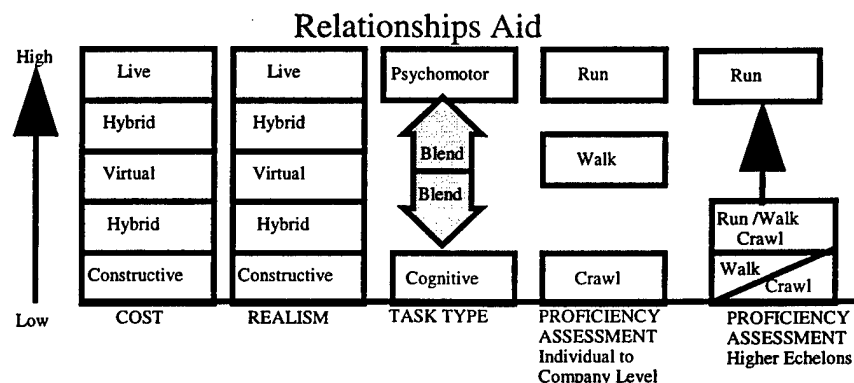 Relationships Aid
High
Live
Hybrid
Virtual
Hybrid
Constructive
Live
Hybrid
Virtual
Hybrid
Constructive
Psychomotor
Blend
Blend
Cognitive
Run
Walk
Crawl
Run
Run /Walk
Crawl
Walk
Crawl
Low
COST
REALISM
TASK TYPE
PROFICIENCY
ASSESSMENT
Individual to
Company Level
PROFICIENCY
ASSESSMENT
Higher Echelons